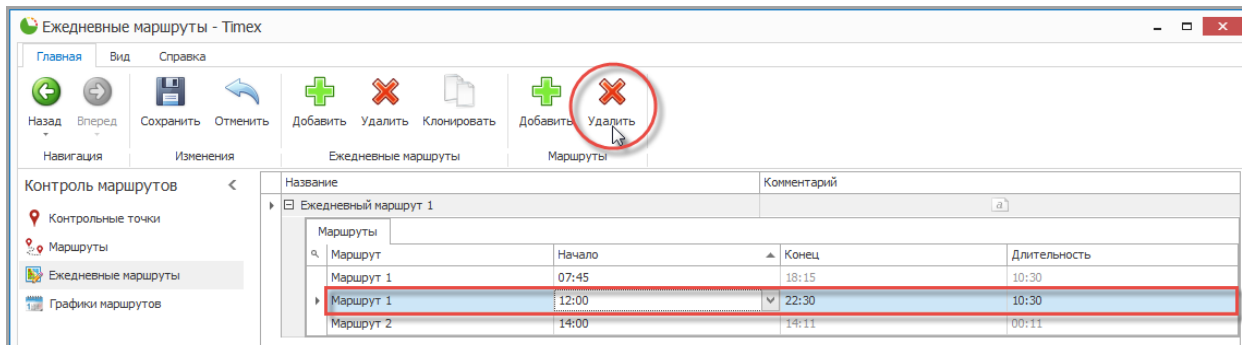 Ежедневные маршруты - Timex
Главная Вид Справка
Назад Вперед Сохранить Отменить Добавить Удалить Клонировать Добавить Удалить
Навигация Изменения Ежедневные маршруты Маршруты
Контроль маршрутов
Контрольные точки
Маршруты
Ежедневные маршруты
Графики маршрутов
Название Комментарий
Ежедневный маршрут 1 a
Маршруты
Маршрут Начало Конец Длительность
Маршрут 1 07:45 18:15 10:30
Маршрут 1 12:00 22:30 10:30
Маршрут 2 14:00 14:11 00:11